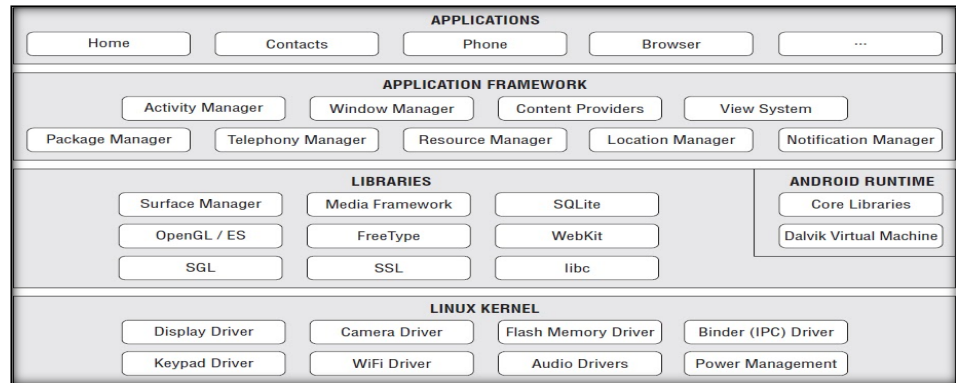 APPLICATIONS
Home Contacts Phone Browser ...
APPLICATION FRAMEWORK
Activity Manager Window Manager Content Providers View System
Package Manager Telephony Manager Resource Manager Location Manager Notification Manager
LIBRARIES ANDROID RUNTIME
Surface Manager Media Framework SQLite Core Libraries
OpenGL / ES FreeType WebKit Dalvik Virtual Machine
SGL SSL libc
LINUX KERNEL
Display Driver Camera Driver Flash Memory Driver Binder (IPC) Driver
Keypad Driver WiFi Driver Audio Drivers Power Management